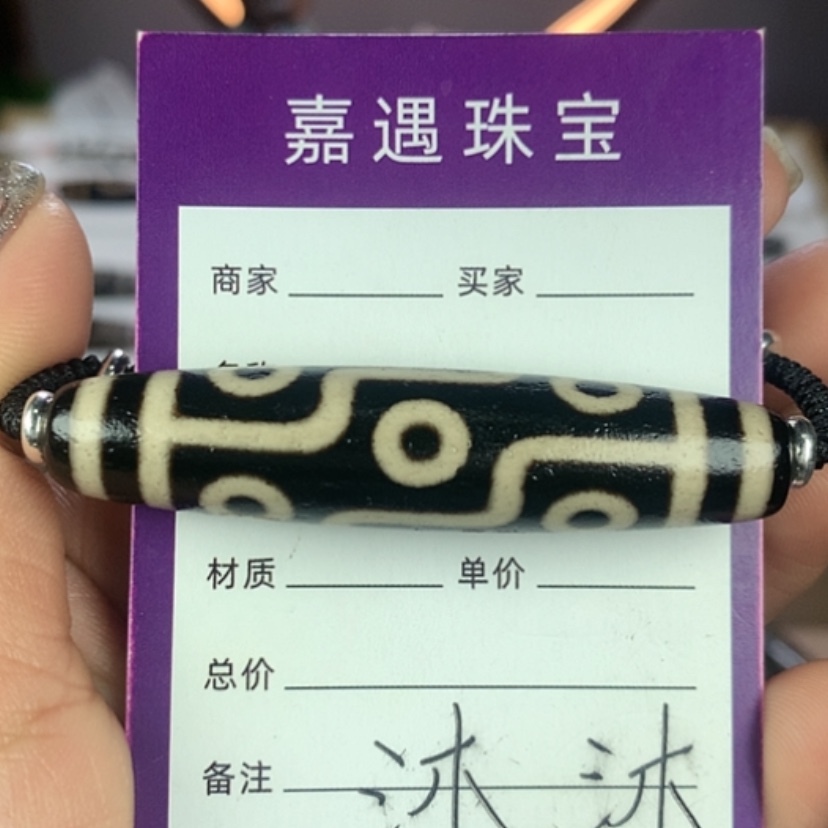 嘉遇珠宝
商家 买家
材质 单价
总价
备注 沐 沐